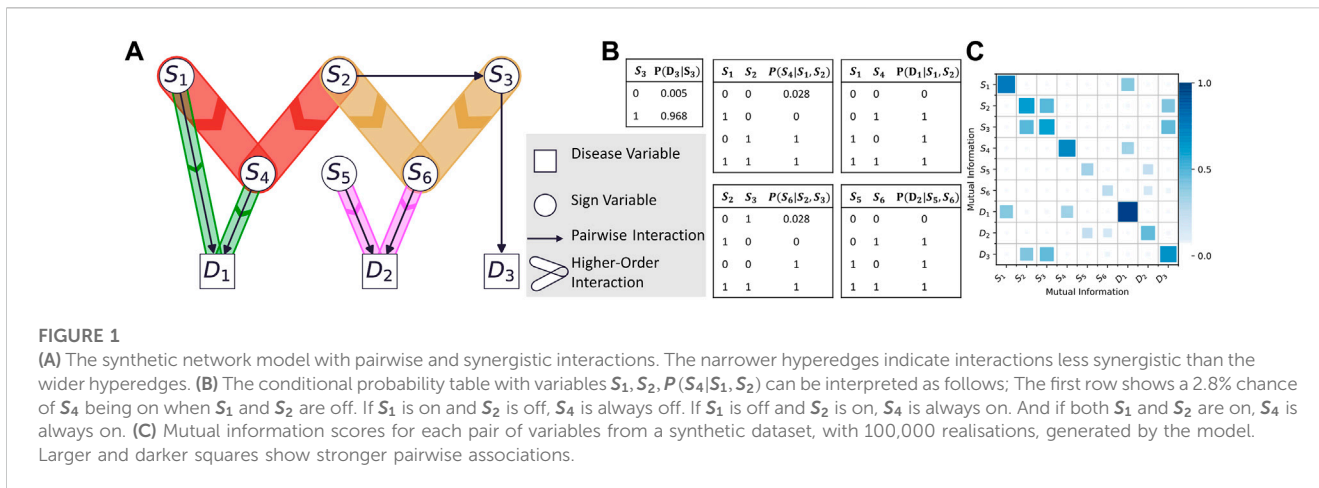 A
S1
S2
S3
S4
S5
S6
D1
D2
D3
Disease Variable
Sign Variable
Pairwise Interaction
Higher-Order
Interaction
B
S3 P(D3|S3)
0 0.005
1 0.968
S1 S2 P(S4|S1, S2)
0 0 0.028
1 0 0
0 1 1
1 1 1
S1 S4 P(D1|S1, S2)
0 0 0
0 1 1
1 0 1
1 1 1
S2 S3 P(S6|S2, S3)
0 1 0.028
1 0 0
0 0 1
1 1 1
S5 S6 P(D2|S5, S6)
0 0 0
0 1 1
1 0 1
1 1 1
C
Mutual Information
S1
S2
S3
S4
S5
S6
D1
D2
D3
S1 S2 S3 S4 S5 S6 D1 D2 D3
Mutual Information
1.0
0.5
0.0
Mutual Information
FIGURE 1
(A) The synthetic network model with pairwise and synergistic interactions. The narrower hyperedges indicate interactions less synergistic than the
wider hyperedges. (B) The conditional probability table with variables S1, S2, P(S4|S1, S2) can be interpreted as follows; The first row shows a 2.8% chance
of S4 being on when S1 and S2 are off. If S1 is on and S2 is off, S4 is always off. If S1 is off and S2 is on, S4 is always on. And if both S1 and S2 are on, S4 is
always on. (C) Mutual information scores for each pair of variables from a synthetic dataset, with 100,000 realisations, generated by the model.
Larger and darker squares show stronger pairwise associations.